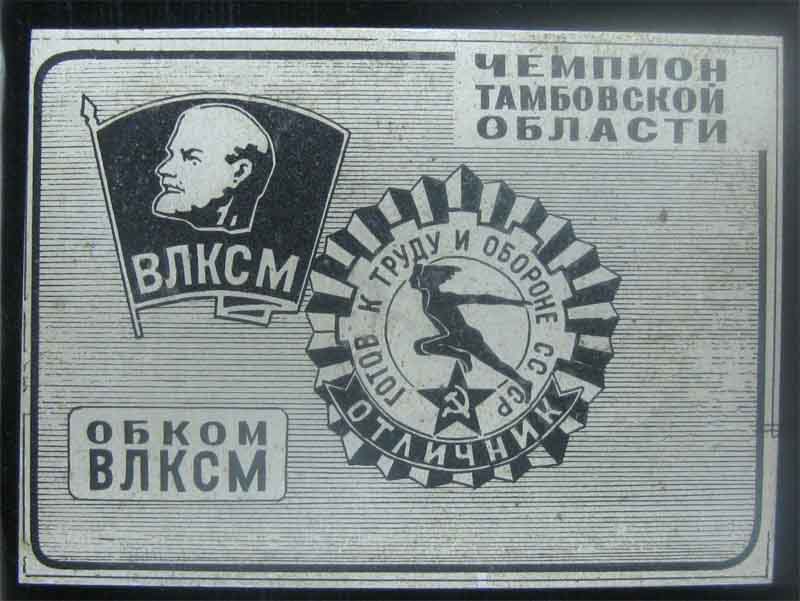 ЧЕМПИОН
ТАМБОВСКОЙ
ОБЛАСТИ
ВЛКСМ
ГОТОВ К ТРУДУ И ОБОРОНЕ СССР
ОТЛИЧНИК
ОБКОМ
ВЛКСМ